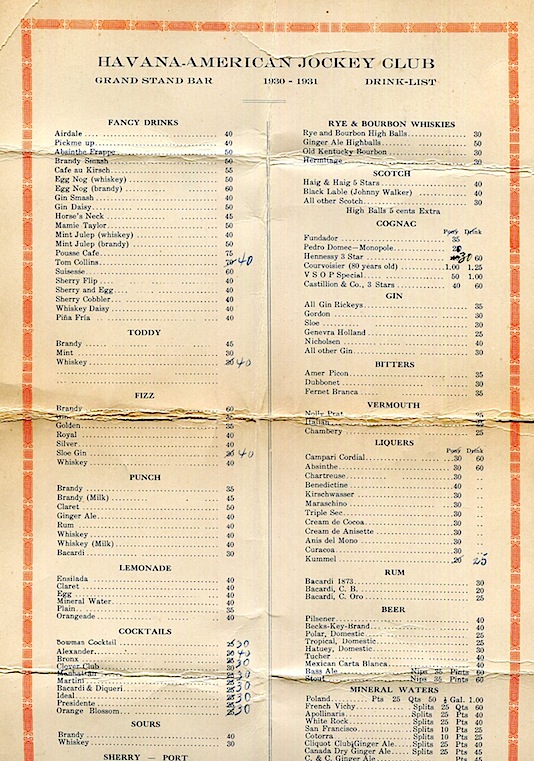 HAVANA-AMERICAN JOCKEY CLUB
GRAND STAND BAR 1930 - 1931 DRINK-LIST
FANCY DRINKS
Airdale 40
Pickme up 49
Absinthe Frappe 50
Brandy Smash 50
Cafe au Kirsch 55
Egg Nog (whiskey) 50
Egg Nog (brandy) 60
Gin Smash 40
Gin Daisy 50
Horse's Neck 45
Mamie Taylor 50
Mint Julep (whiskey) 40
Mint Julep (brandy) 50
Pousse Cafe 75
Tom Collins 40
Suisesse 60
Sherry Flip 40
Sherry and Egg 40
Sherry Cobbler 40
Whiskey Daisy 40
Piña Fría 40
TODDY
Brandy 45
Mint 30
Whiskey 40
FIZZ
Brandy 60
Golden 35
Royal 40
Silver 40
Sloe Gin 40
Whiskey 40
PUNCH
Brandy 35
Brandy (Milk) 45
Claret 50
Ginger Ale 40
Rum 40
Whiskey 40
Whiskey (Milk) 40
Bacardi 30
LEMONADE
Ensilada 40
Claret 40
Egg 40
Mineral Water 40
Plain 35
Orangeade 40
COCKTAILS
Bowman Cocktail 30
Alexander 40
Bronx 30
Clover Club 30
Manhattan 30
Martini 30
Bacardi & Diqueri 30
Ideal 30
Presidente 30
Orange Blossom 30
SOURS
Brandy 40
Whiskey 30
SHERRY — PORT
RYE & BOURBON WHISKIES
Rye and Bourbon High Balls 30
Ginger Ale Highballs 50
Old Kentucky Bourbon 30
Hermitage 30
SCOTCH
Haig & Haig 5 Stars 40
Black Lable (Johnny Walker) 40
All other Scotch 30
High Balls 5 cents Extra
COGNAC
Pony Drink
Fundador 35
Pedro Domec—Monopole
Hennessy 3 Star 30 60
Courvoisier (80 years old) 1.00 1.25
V S O P Special 50 1.00
Castillion & Co., 3 Stars 40 60
GIN
All Gin Rickeys 35
Gordon 30
Sloe 30
Genevra Holland 25
Nicholsen 40
All other Gin 30
BITTERS
Amer Picon 35
Dubbonet 30
Fernet Branca 35
VERMOUTH
Nolly Prat 25
Italian
Chambery 25
LIQUERS
Pony Drink
Campari Cordial 30 60
Absinthe 30 60
Chartreuse 30
Benedictine 40
Kirschwasser 30
Maraschino 30
Triple Sec 30
Cream de Cocoa 30
Cream de Anisette 30
Anis del Mono 30
Curacoa 30
Kummel 25
RUM
Bacardi 1873 30
Bacardi, C. B. 20
Bacardi, C. Oro 25
BEER
Pilsener 40
Becks-Key-Brand 40
Polar, Domestic 25
Tropical, Domestic 25
Hatuey, Domestic 30
Tucher 40
Mexican Carta Blanca 40
Bass Ale Nips 35 Pints 60
Stout Nips 35 Pints 60
MINERAL WATERS
Poland Pts 25 Qts 50 ½ Gal. 1.00
French Vichy Splits 25 Qts 60
Apollinaris Splits 25 Pts 40
White Rock Splits 25 Pts 40
San Francisco Splits 10 Pts 25
Cotorra Splits 10 Pts 25
Cliquot Club Ginger Ale Splits 25 Pts 40
Canada Dry Ginger Ale Splits 25 Pts 45
C. & C. Ginger Ale